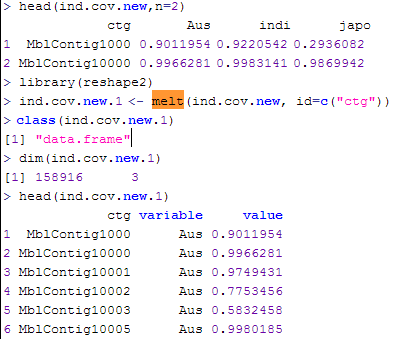 > head(ind.cov.new,n=2)
ctg Aus indi japo
1 MblContig1000 0.9011954 0.9220542 0.2936082
2 MblContig10000 0.9966281 0.9983141 0.9869942
> library(reshape2)
> ind.cov.new.1 <- melt(ind.cov.new, id=c("ctg"))
> class(ind.cov.new.1)
[1] "data.frame"
> dim(ind.cov.new.1)
[1] 158916 3
> head(ind.cov.new.1)
ctg variable value
1 MblContig1000 Aus 0.9011954
2 MblContig10000 Aus 0.9966281
3 MblContig10001 Aus 0.9749431
4 MblContig10002 Aus 0.7753456
5 MblContig10003 Aus 0.5832458
6 MblContig10005 Aus 0.9980185